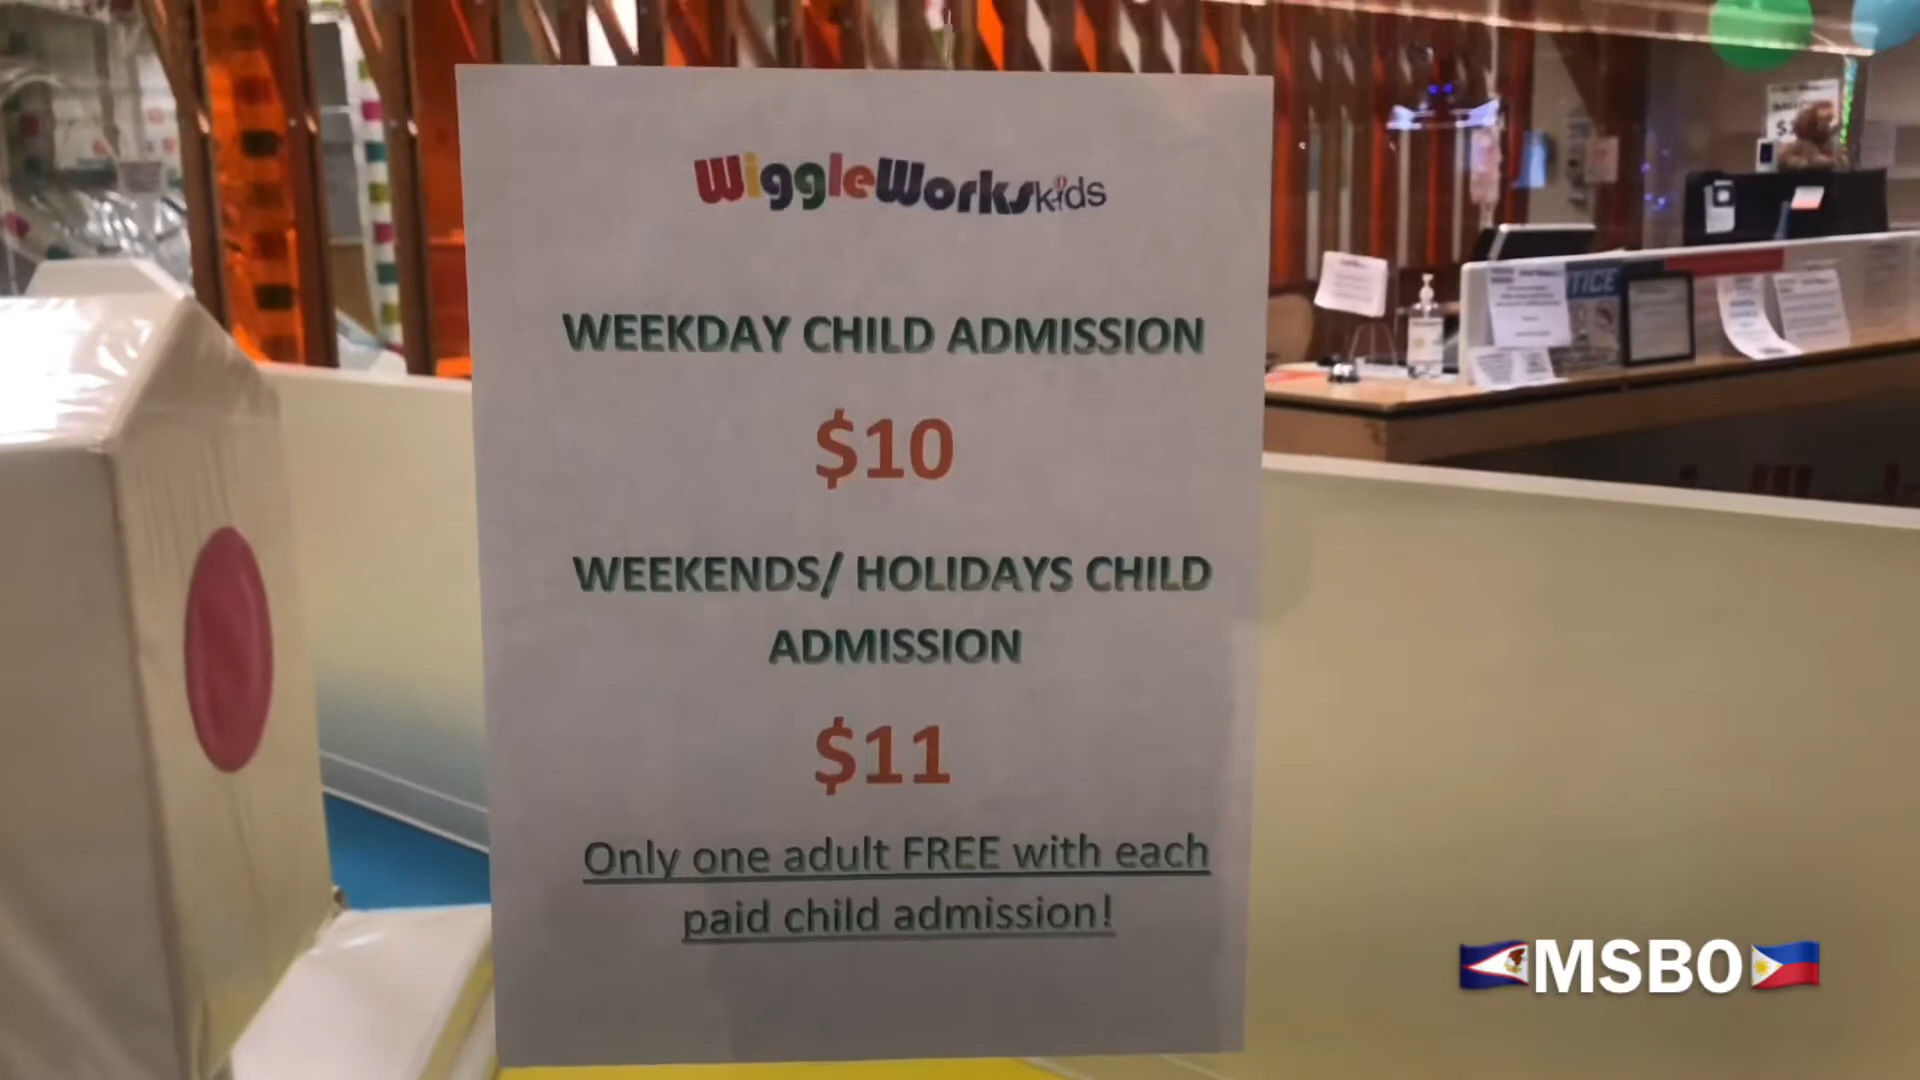 WiggleWorkskids
WEEKDAY CHILD ADMISSION
$10
WEEKENDS/ HOLIDAYS CHILD
ADMISSION
$11
Only one adult FREE with each
paid child admission!
MSBO